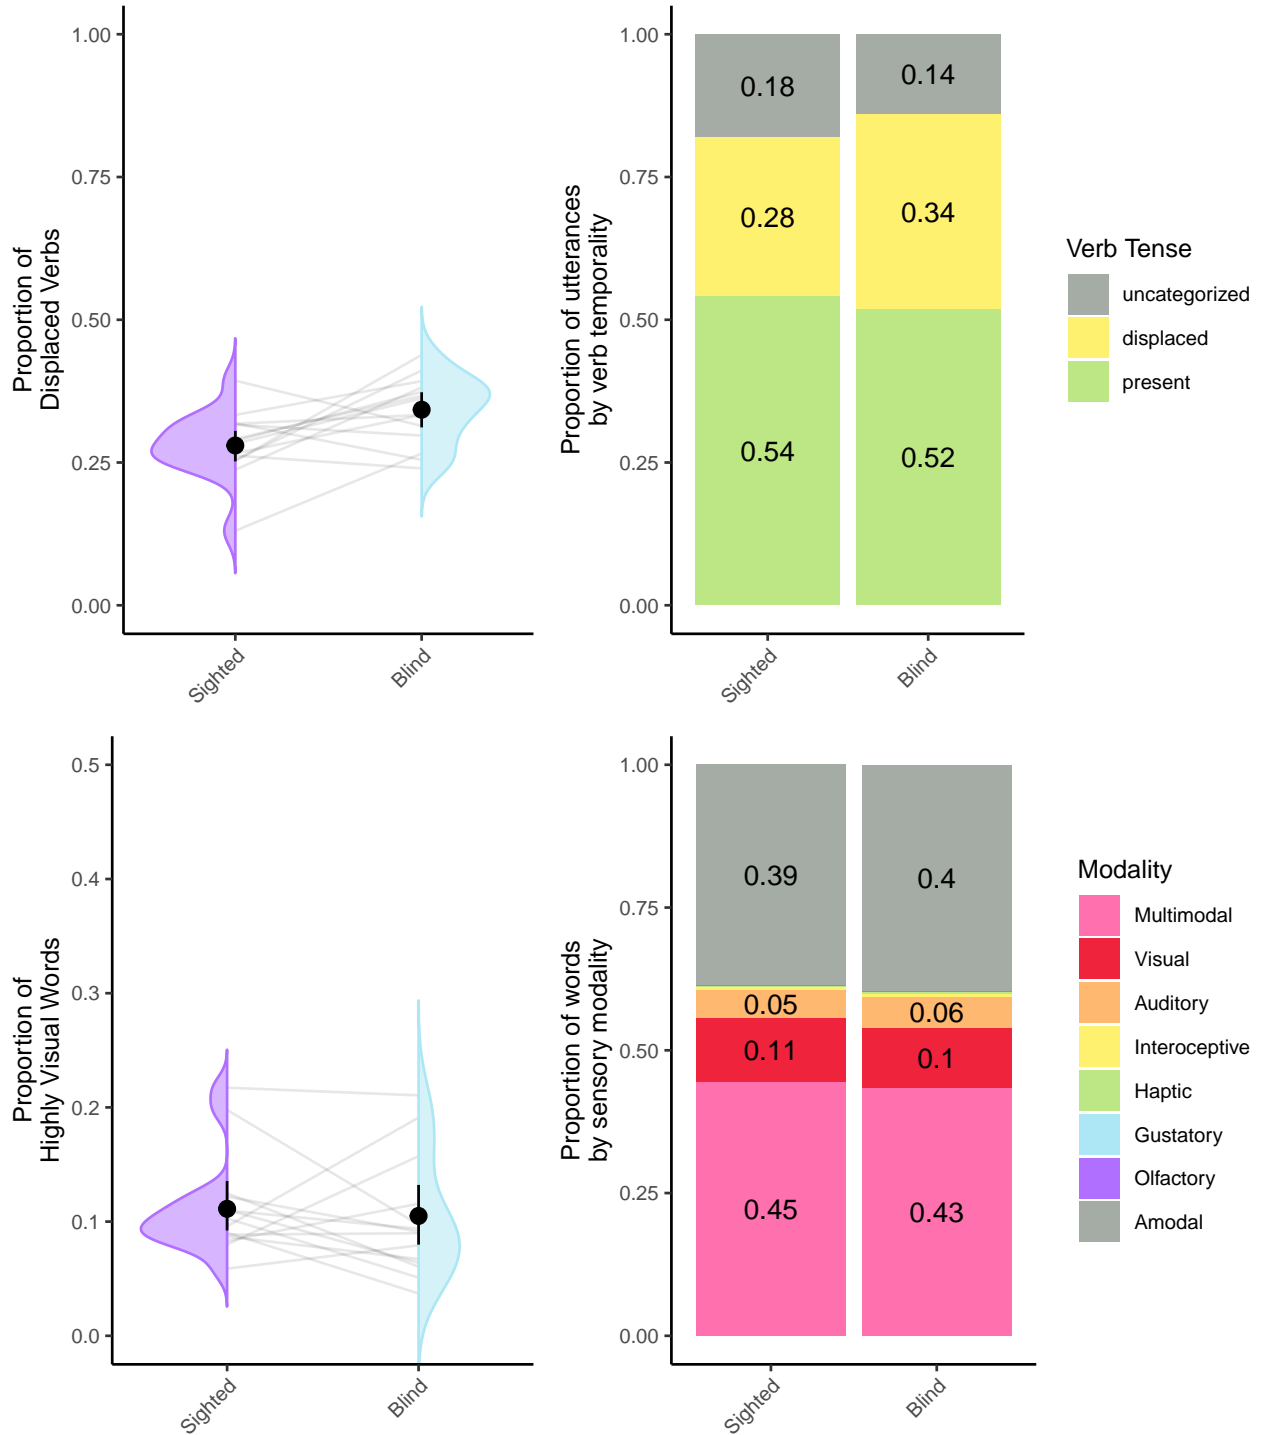 Proportion of
Displaced Verbs
1.00
0.75
0.50
0.25
0.00
Sighted
Blind
Proportion of utterances
by verb temporality
1.00
0.75
0.50
0.25
0.00
0.18
0.14
0.28
0.34
0.54
0.52
Sighted
Blind
Verb Tense
uncategorized
displaced
present
Proportion of
Highly Visual Words
0.5
0.4
0.3
0.2
0.1
0.0
Sighted
Blind
Proportion of words
by sensory modality
1.00
0.75
0.50
0.25
0.00
0.39
0.4
0.05
0.06
0.11
0.1
0.45
0.43
Sighted
Blind
Modality
Multimodal
Visual
Auditory
Interoceptive
Haptic
Gustatory
Olfactory
Amodal